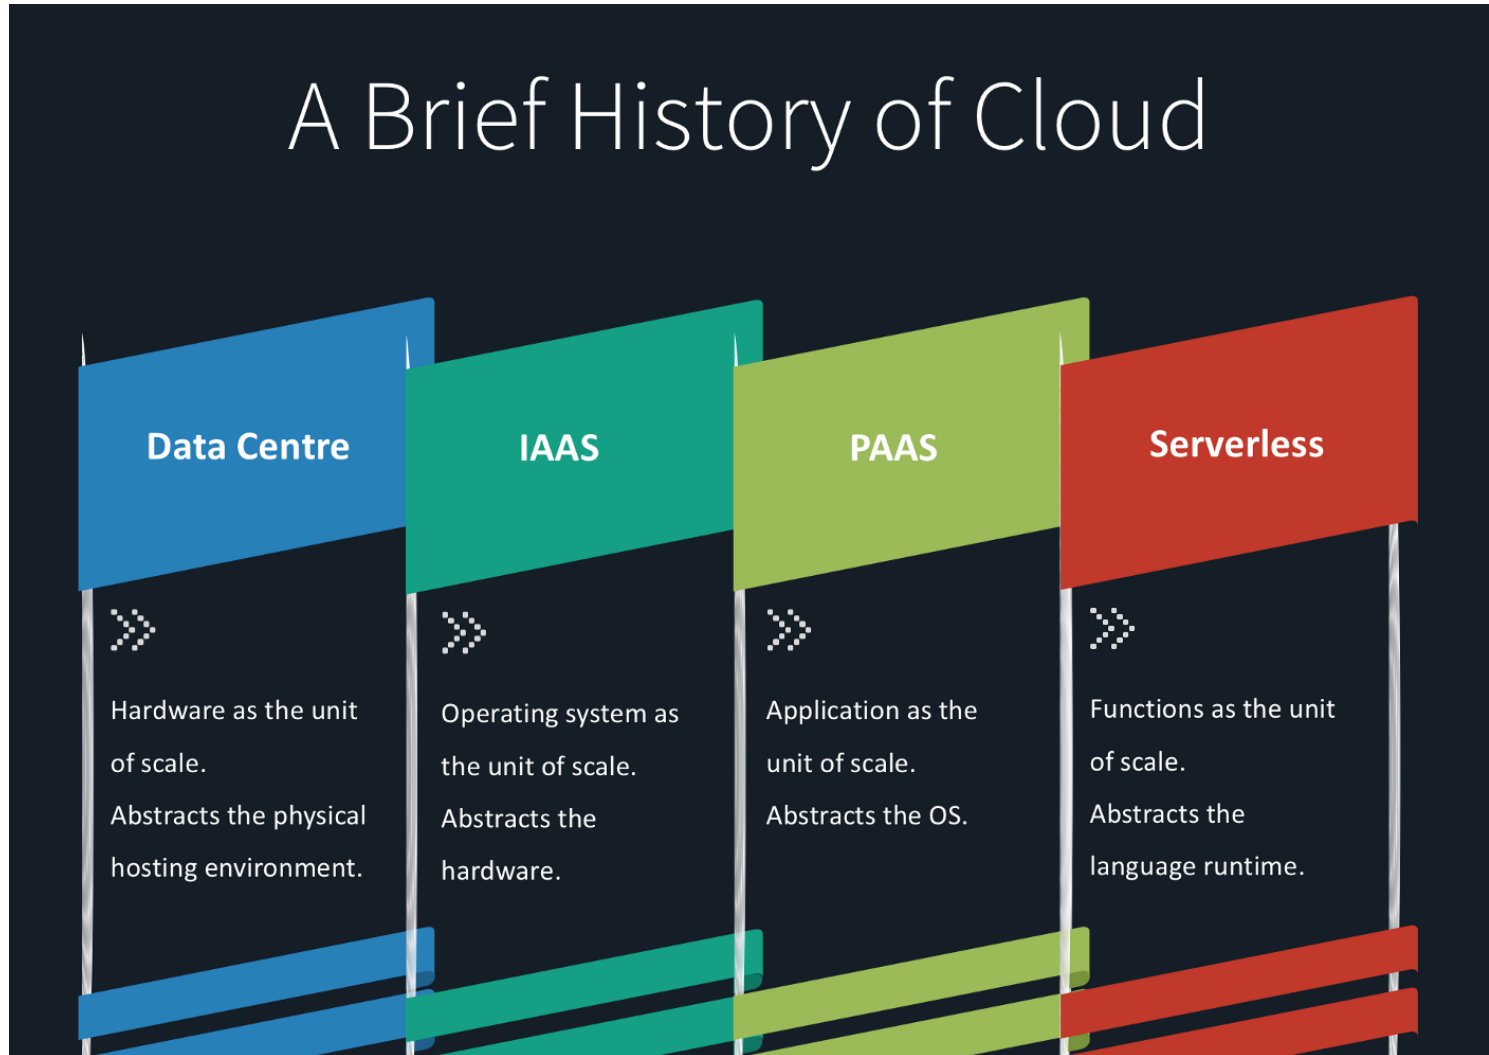 A Brief History of Cloud
Data Centre
Hardware as the unit
of scale.
Abstracts the physical
hosting environment.
IAAS
Operating system as
the unit of scale.
Abstracts the
hardware.
PAAS
Application as the
unit of scale.
Abstracts the OS.
Serverless
Functions as the unit
of scale.
Abstracts the
language runtime.